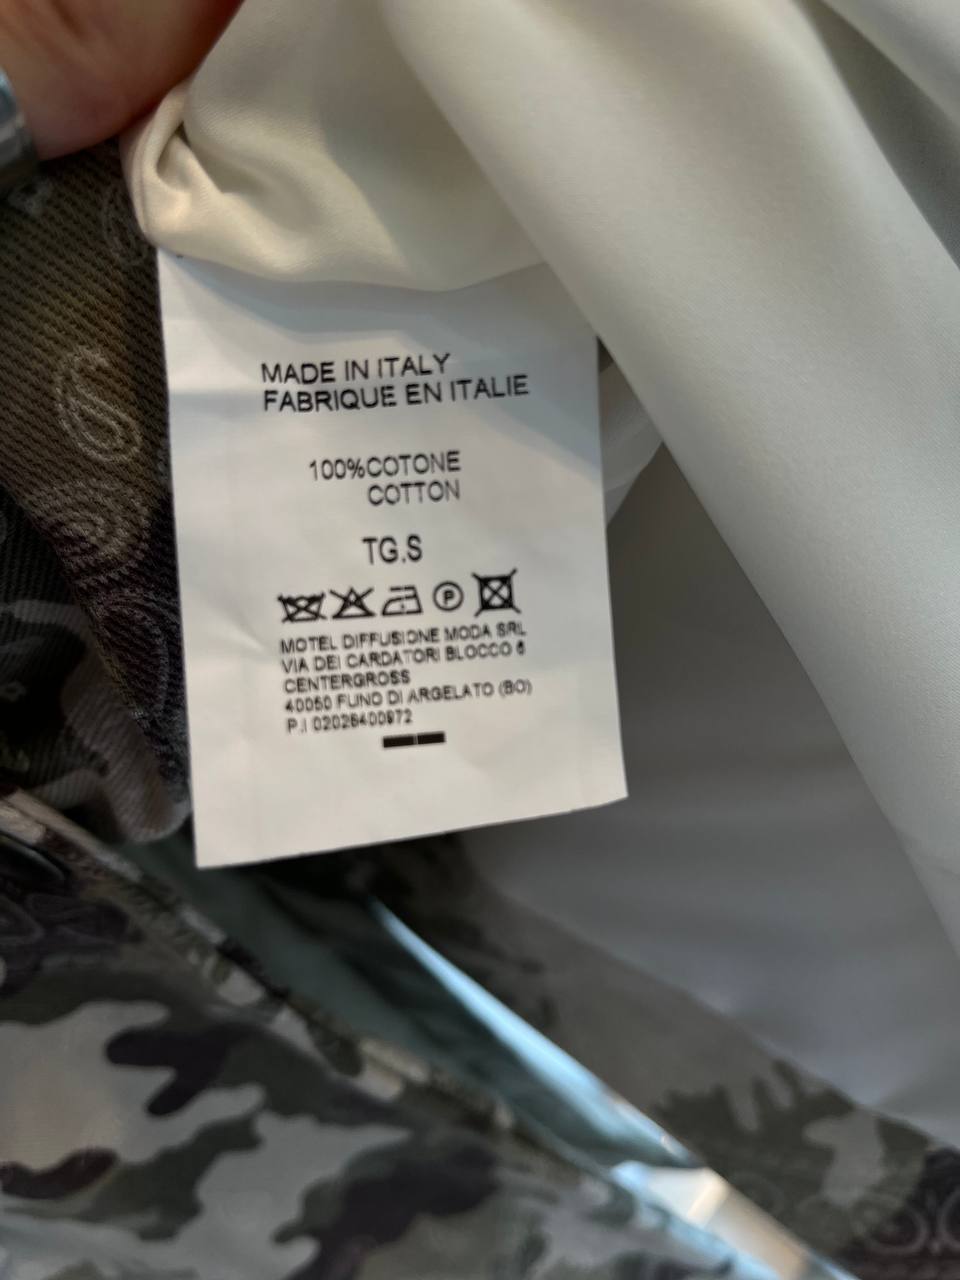 MADE IN ITALY
FABRIQUE EN ITALIE
100%COTONE
COTTON
TG.S
P
MOTEL DIFFUSIONE MODA SRL
VIA DEI CARDATORI BLOCCO 6
CENTERGROSS
40050 FUNO DI ARGELATO (BO)
P.I 02026400972